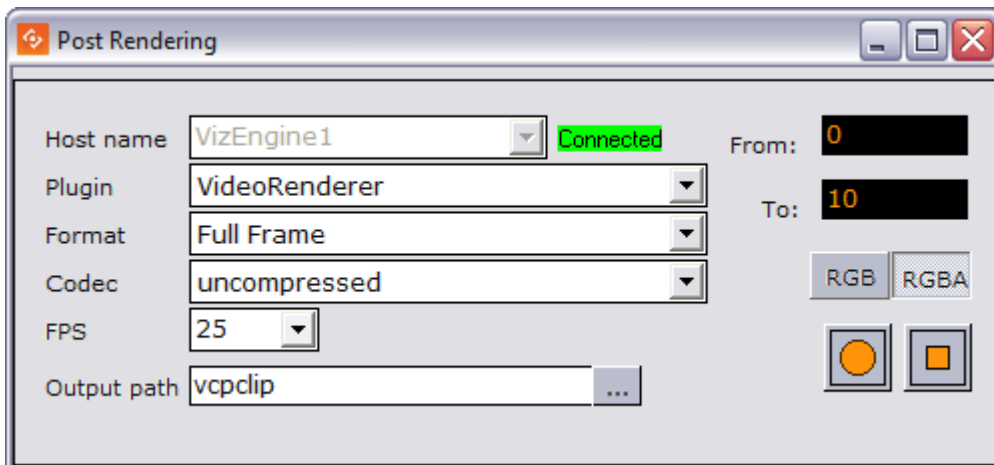 Post Rendering
Host name VizEngine1 Connected From: 0
Plugin VideoRenderer To: 10
Format Full Frame
Codec uncompressed RGB RGBA
FPS 25
Output path vcpclip ...